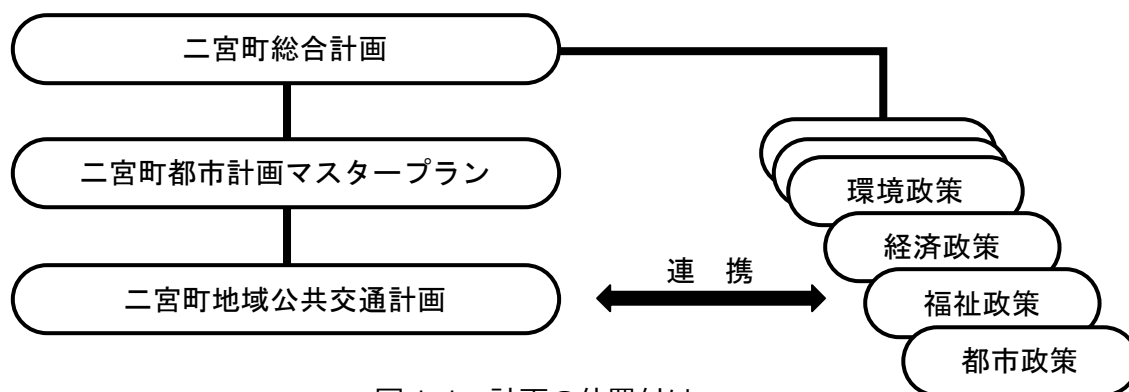 二宮町総合計画
二宮町都市計画マスタープラン
二宮町地域公共交通計画
連　携
環境政策
経済政策
福祉政策
都市政策